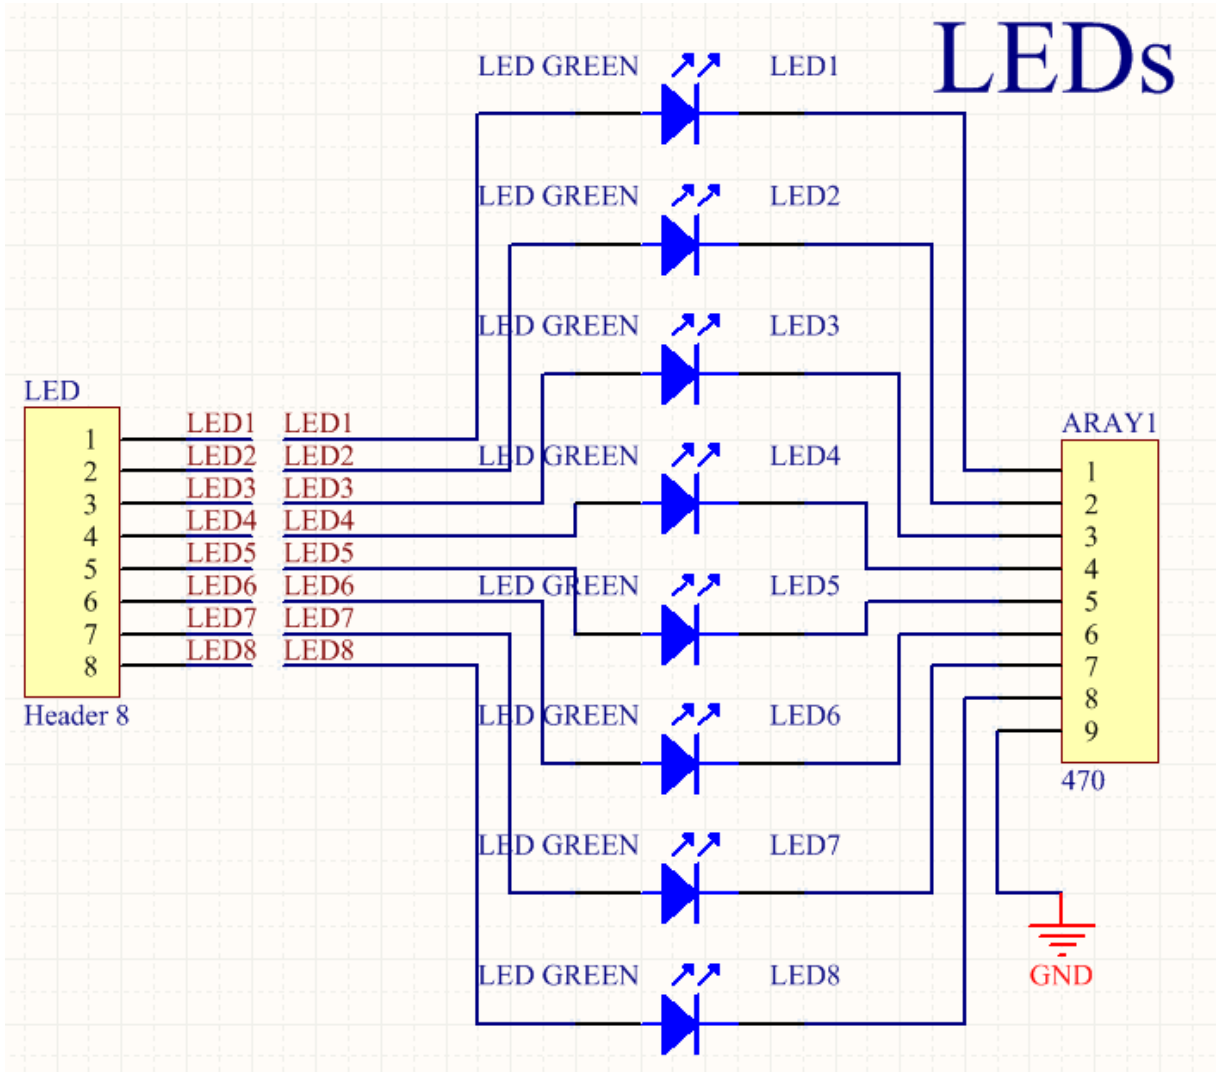 LEDs
LED GREEN LED1
LED GREEN LED2
LED GREEN LED3
LED
ARAY1
1 LED1 LED1
2 LED2 LED2 LED GREEN LED4 1
3 LED3 LED3 2
4 LED4 LED4 3
5 LED5 LED5 4
6 LED6 LED6 LED GREEN LED5 5
7 LED7 LED7 6
8 LED8 LED8 7
Header 8 LED GREEN LED6 8
9
470
LED GREEN LED7
LED GREEN LED8
GND